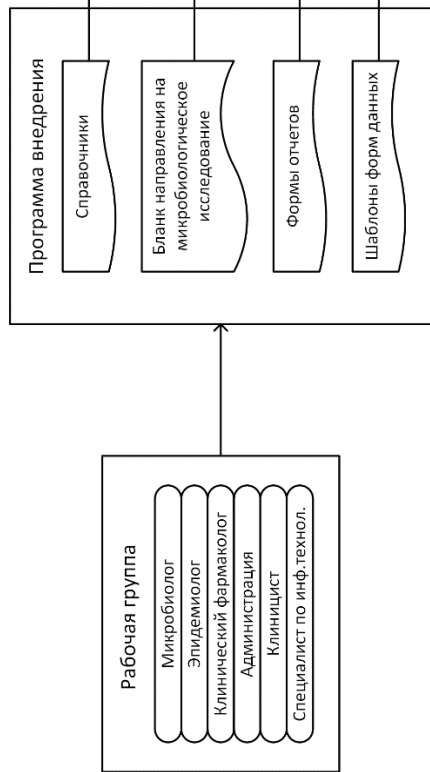 Рабочая группа
Микробиолог
Эпидемиолог
Клинический фармаколог
Администрация
Клиницист
Специалист по инф.технол.
Программа внедрения
Справочники
Бланк направления на
микробиологическое
исследование
Формы отчетов
Шаблоны форм данных